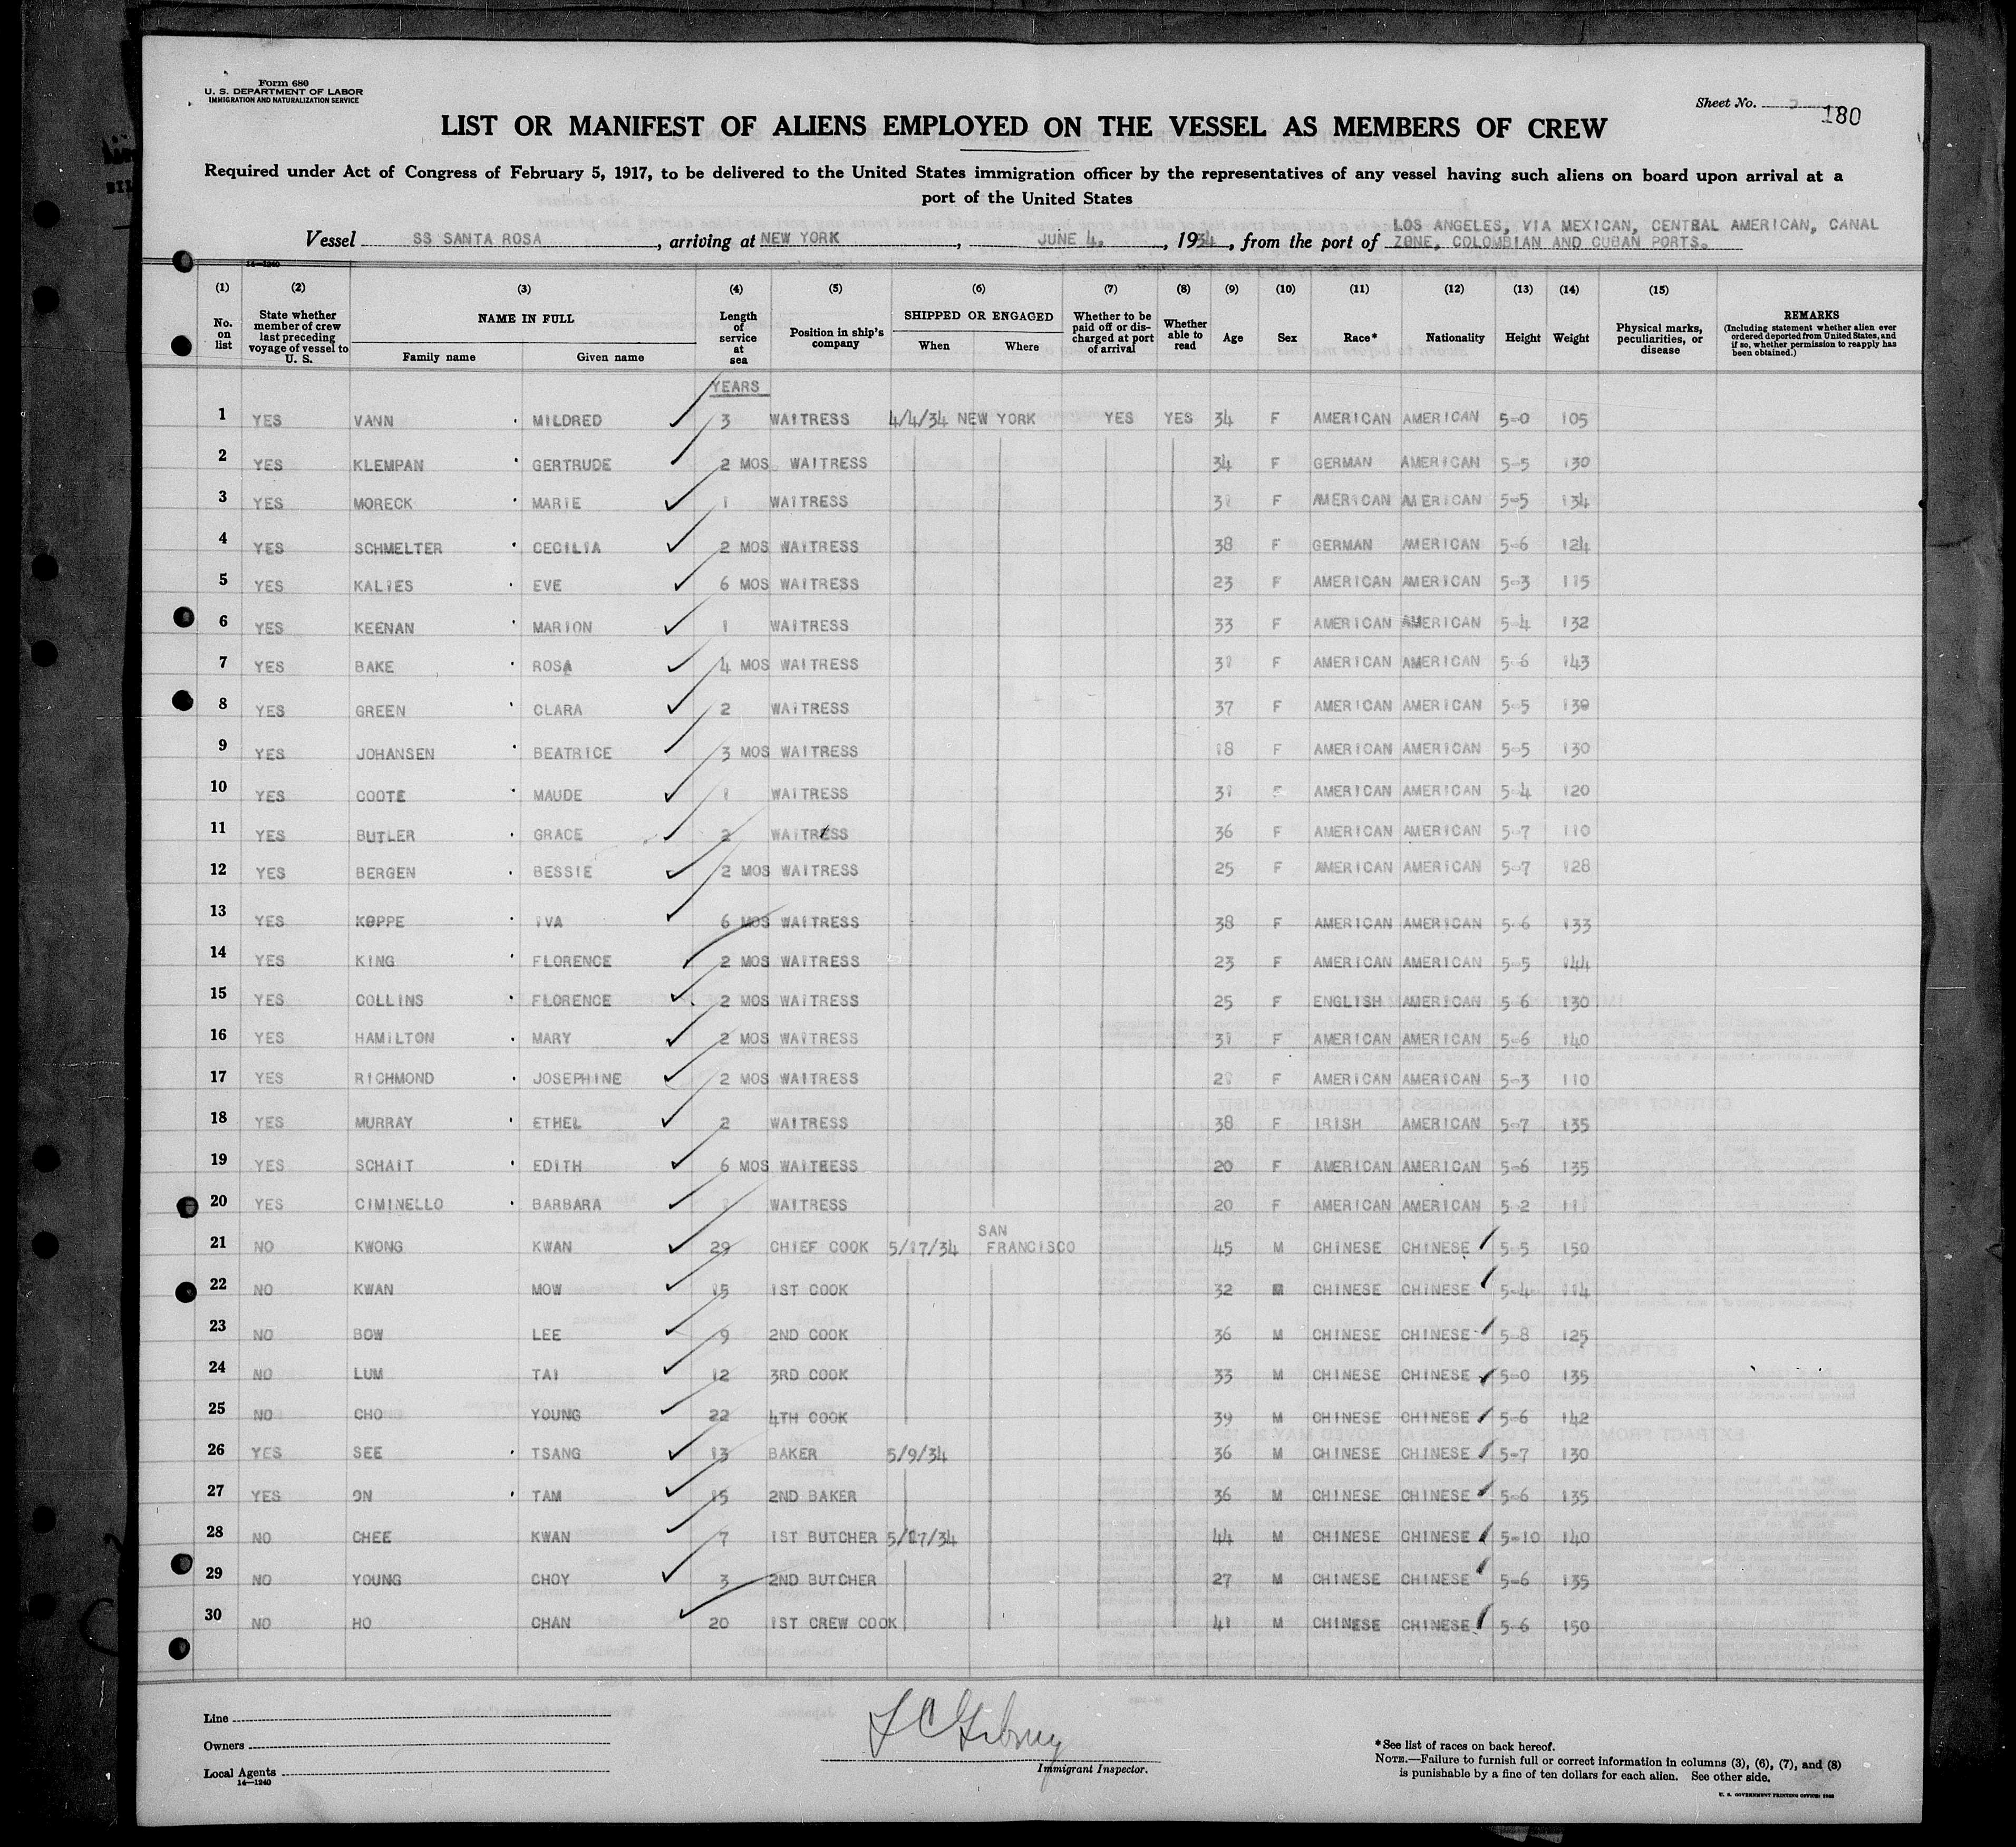 Form 680
U. S. DEPARTMENT OF LABOR
IMMIGRATION AND NATURALIZATION SERVICE
Sheet No. 5
180
LIST OR MANIFEST OF ALIENS EMPLOYED ON THE VESSEL AS MEMBERS OF CREW
Required under Act of Congress of February 5, 1917, to be delivered to the United States immigration officer by the representatives of any vessel having such aliens on board upon arrival at a
port of the United States
Vessel SS SANTA ROSA, arriving at NEW YORK, JUNE 4, 1934, from the port of LOS ANGELES, VIA MEXICAN, CENTRAL AMERICAN, CANAL
ZONE, COLOMBIAN AND CUBAN PORTS.
14—1240
(1) (2) (3) (4) (5) (6) (7) (8) (9) (10) (11) (12) (13) (14) (15)
No. on list | State whether member of crew last preceding voyage of vessel to U. S. | NAME IN FULL Family name Given name | Length of service at sea | Position in ship's company | SHIPPED OR ENGAGED When Where | Whether to be paid off or discharged at port of arrival | Whether able to read | Age | Sex | Race* | Nationality | Height | Weight | Physical marks, peculiarities, or disease | REMARKS (Including statement whether alien ever ordered deported from United States, and if so, whether permission to reapply has been obtained.)
YEARS
1 YES VANN MILDRED 3 WAITRESS 4/4/34 NEW YORK YES YES 34 F AMERICAN AMERICAN 5-0 105
2 YES KLEMPAN GERTRUDE 2 MOS WAITRESS 34 F GERMAN AMERICAN 5-5 130
3 YES MORECK MARIE 1 WAITRESS 31 F AMERICAN AMERICAN 5-5 134
4 YES SCHMELTER CECILIA 2 MOS WAITRESS 38 F GERMAN AMERICAN 5-6 124
5 YES KALIES EVE 6 MOS WAITRESS 23 F AMERICAN AMERICAN 5-3 115
6 YES KEENAN MARION 1 WAITRESS 33 F AMERICAN AMERICAN 5-4 132
7 YES BAKE ROSA 4 MOS WAITRESS 31 F AMERICAN AMERICAN 5-6 143
8 YES GREEN CLARA 2 WAITRESS 37 F AMERICAN AMERICAN 5-5 130
9 YES JOHANSEN BEATRICE 3 MOS WAITRESS 18 F AMERICAN AMERICAN 5-5 130
10 YES COOTE MAUDE 1 WAITRESS 31 F AMERICAN AMERICAN 5-4 120
11 YES BUTLER GRACE 2 WAITRESS 36 F AMERICAN AMERICAN 5-7 110
12 YES BERGEN BESSIE 2 MOS WAITRESS 25 F AMERICAN AMERICAN 5-7 128
13 YES KOPPE IVA 6 MOS WAITRESS 38 F AMERICAN AMERICAN 5-6 133
14 YES KING FLORENCE 2 MOS WAITRESS 23 F AMERICAN AMERICAN 5-5 144
15 YES COLLINS FLORENCE 2 MOS WAITRESS 25 F ENGLISH AMERICAN 5-6 130
16 YES HAMILTON MARY 2 MOS WAITRESS 31 F AMERICAN AMERICAN 5-6 140
17 YES RICHMOND JOSEPHINE 2 MOS WAITRESS 21 F AMERICAN AMERICAN 5-3 110
18 YES MURRAY ETHEL 2 WAITRESS 38 F IRISH AMERICAN 5-7 135
19 YES SCHAIT EDITH 6 MOS WAITEESS 20 F AMERICAN AMERICAN 5-6 135
20 YES CIMINELLO BARBARA WAITRESS 20 F AMERICAN AMERICAN 5-2 111
21 NO KWONG KWAN 29 CHIEF COOK 5/17/34 SAN FRANCISCO 45 M CHINESE CHINESE 5-5 150
22 NO KWAN MOW 15 1ST COOK 32 M CHINESE CHINESE 5-4 114
23 NO BOW LEE 9 2ND COOK 36 M CHINESE CHINESE 5-8 125
24 NO LUM TAI 12 3RD COOK 33 M CHINESE CHINESE 5-0 135
25 NO CHO YOUNG 22 4TH COOK 39 M CHINESE CHINESE 5-6 142
26 YES SEE TSANG 13 BAKER 5/9/34 36 M CHINESE CHINESE 5-7 130
27 YES ON TAM 15 2ND BAKER 36 M CHINESE CHINESE 5-6 135
28 NO CHEE KWAN 7 1ST BUTCHER 5/17/34 44 M CHINESE CHINESE 5-10 140
29 NO YOUNG CHOY 3 2ND BUTCHER 27 M CHINESE CHINESE 5-6 135
30 NO HO CHAN 20 1ST CREW COOK 41 M CHINESE CHINESE 5-6 150
Line
Owners
Local Agents
14—1240
Immigrant Inspector.
*See list of races on back hereof.
NOTE.—Failure to furnish full or correct information in columns (3), (6), (7), and (8)
is punishable by a fine of ten dollars for each alien. See other side.
U. S. GOVERNMENT PRINTING OFFICE